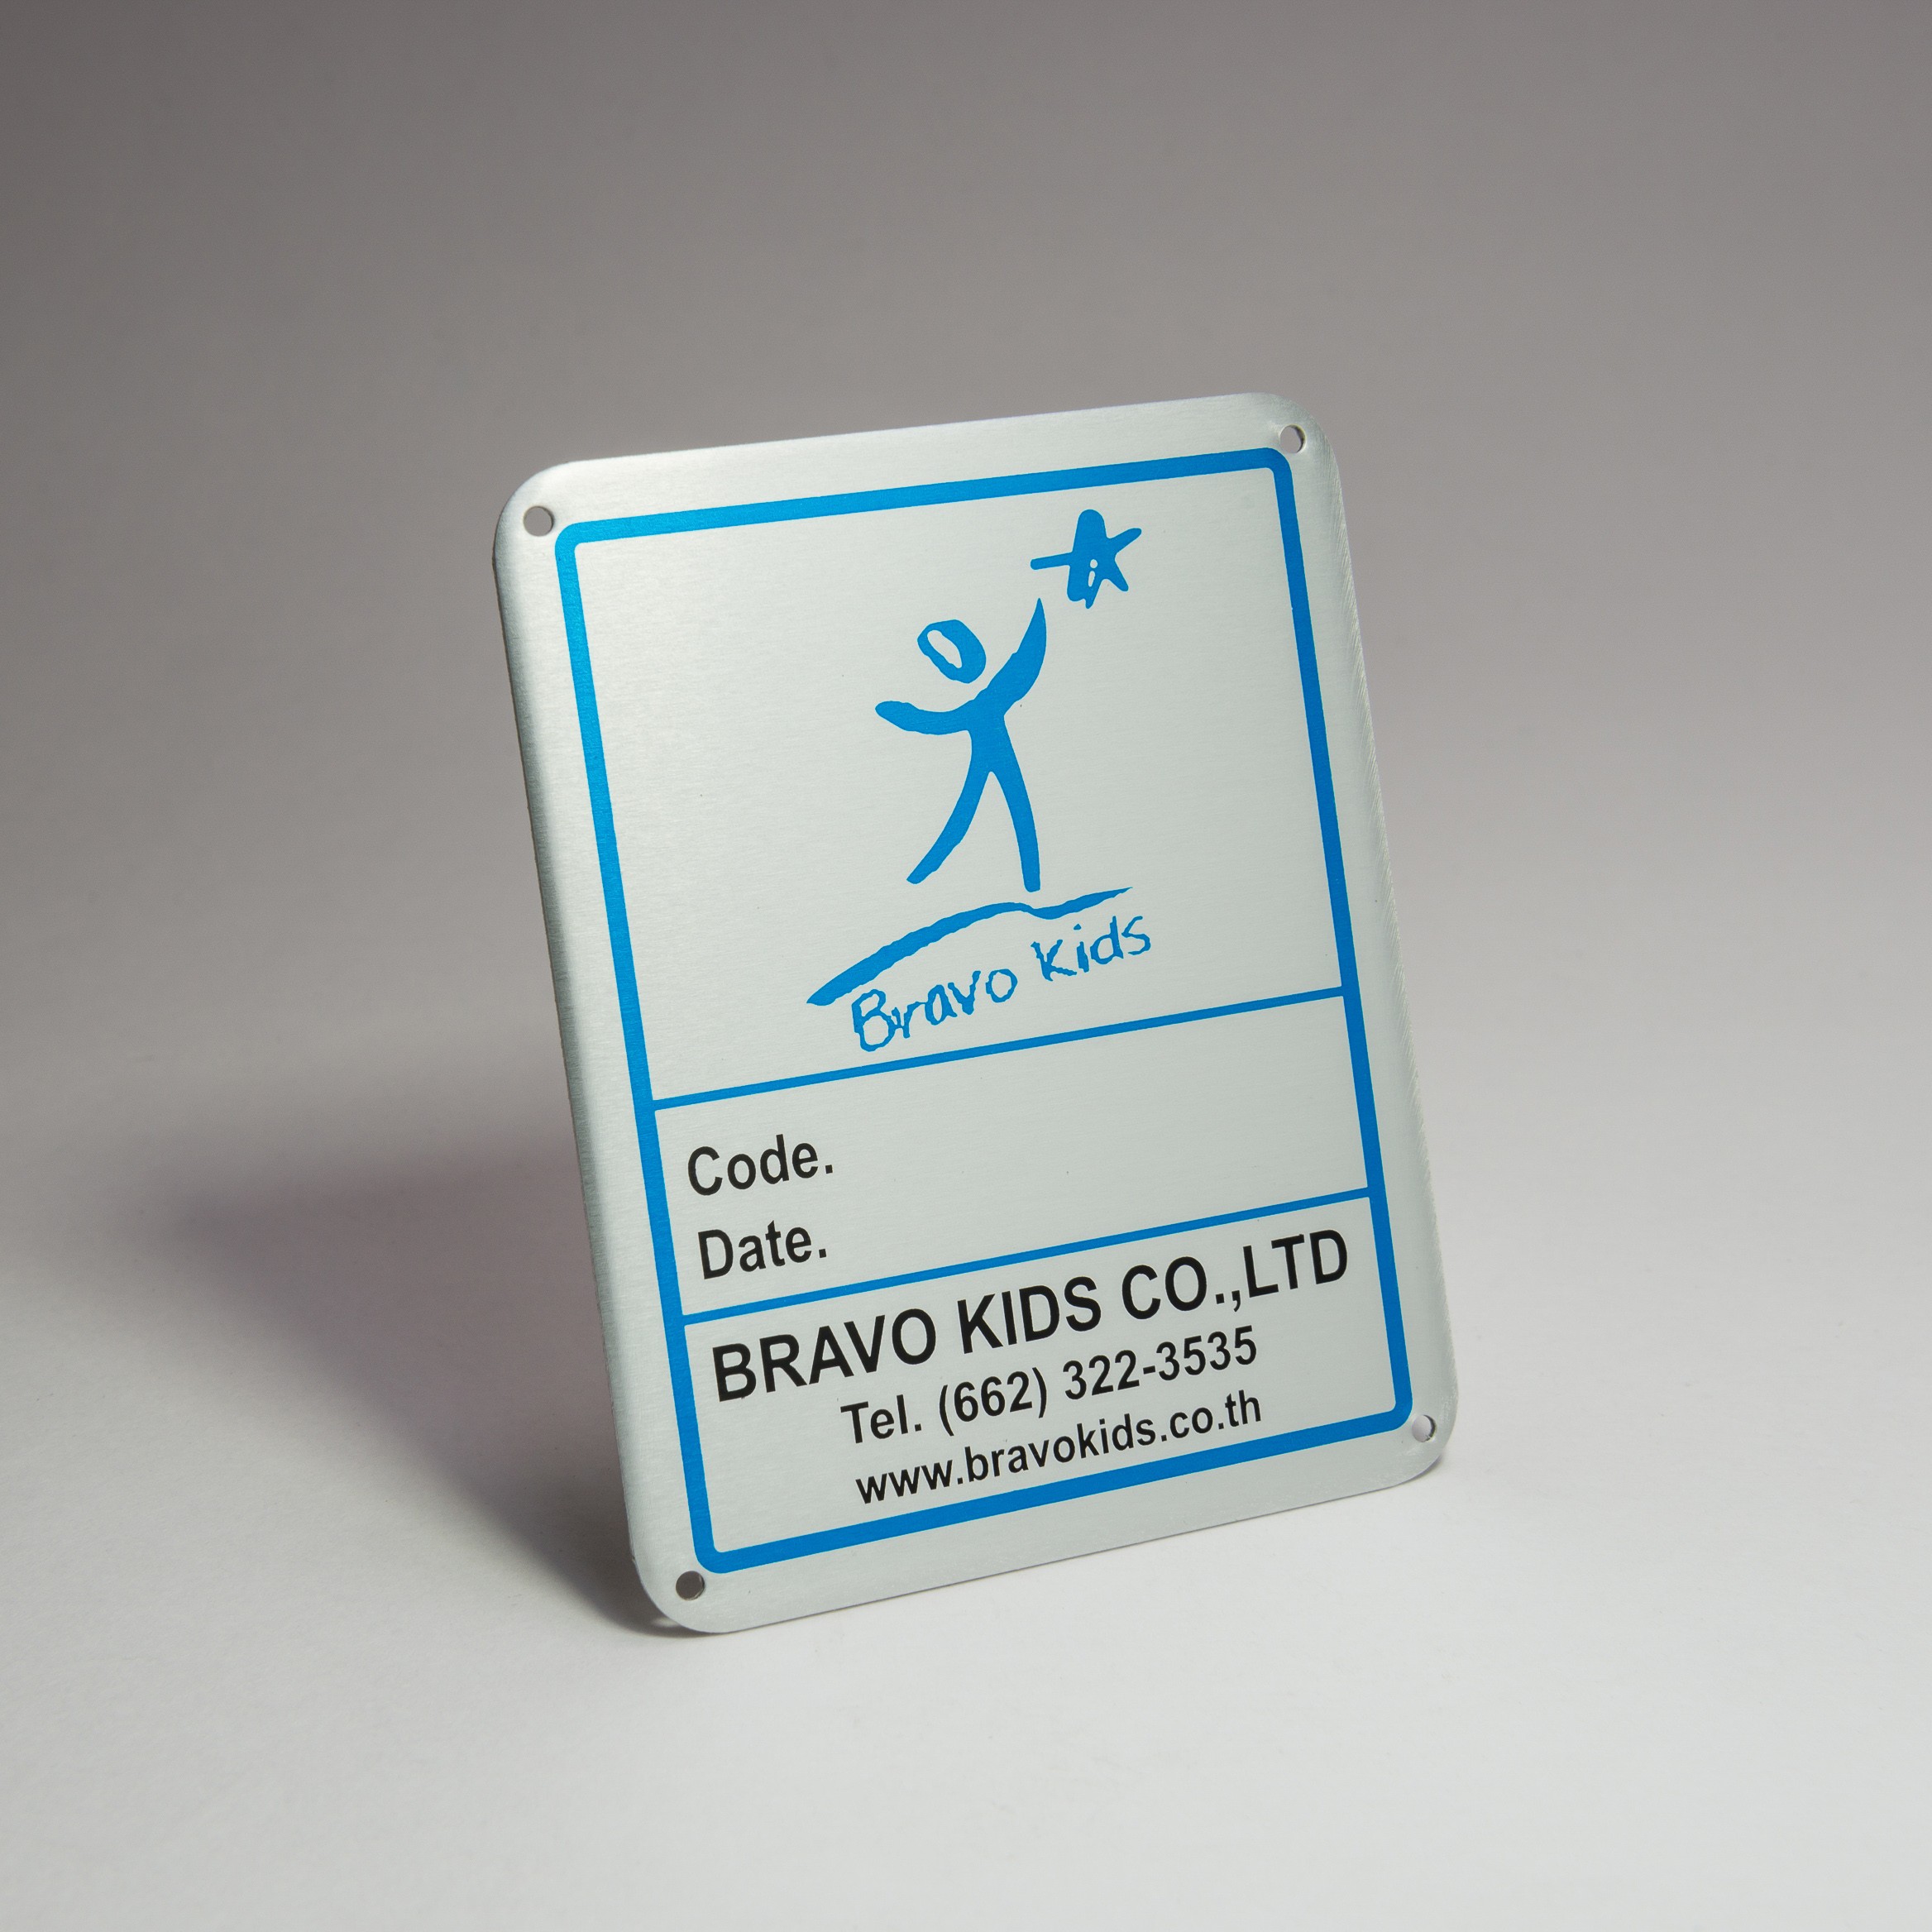 Bravo Kids
Code.
Date.
BRAVO KIDS CO.,LTD
Tel. (662) 322-3535
www.bravokids.co.th